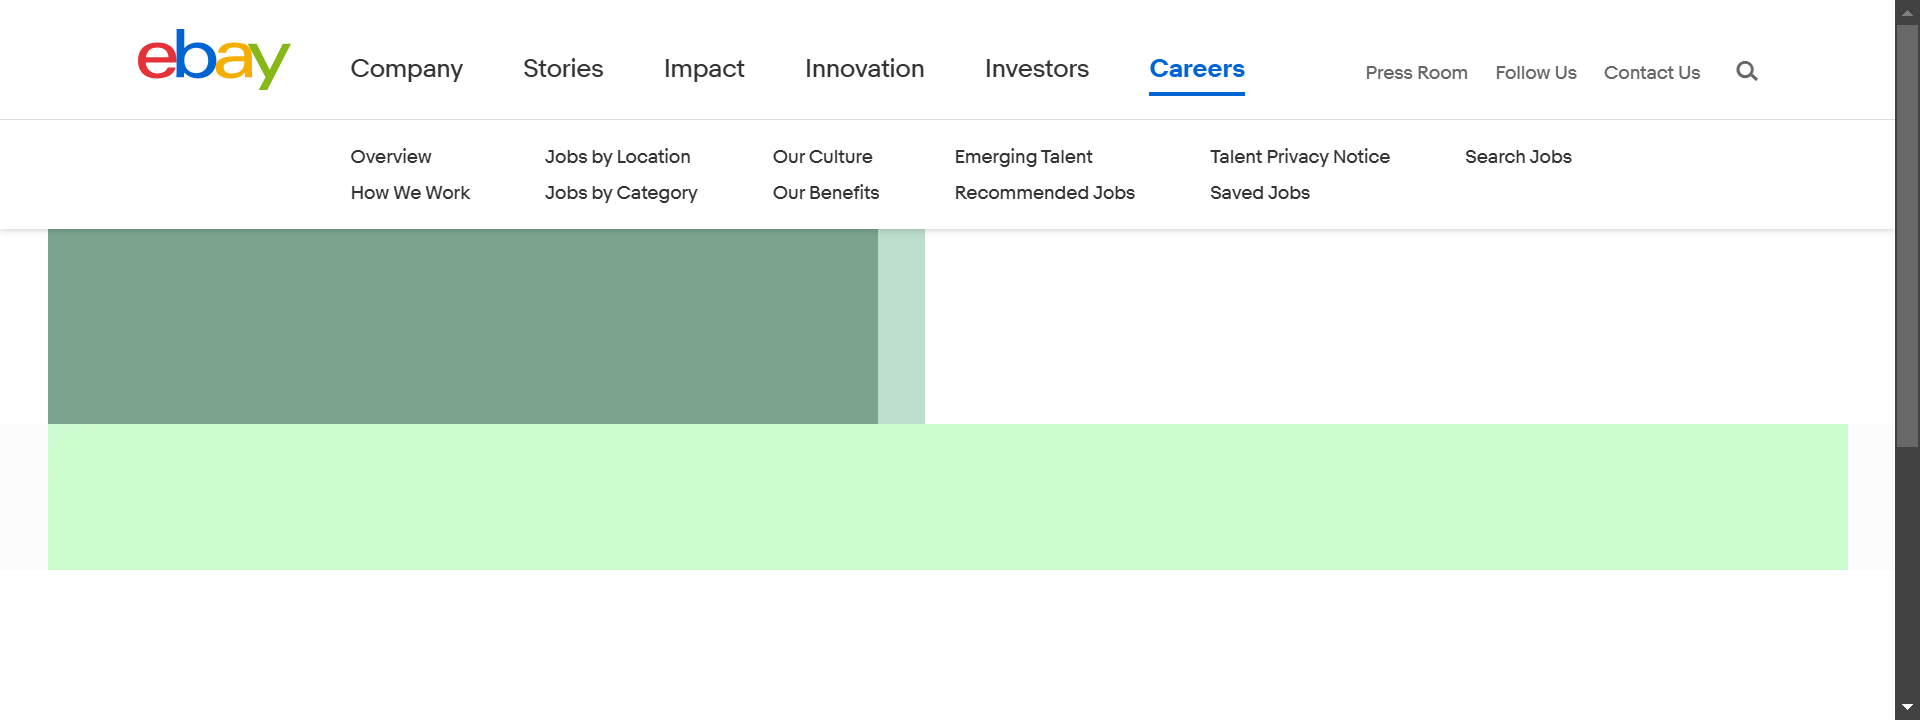 ebay
Company Stories Impact Innovation Investors Careers Press Room Follow Us Contact Us
Overview Jobs by Location Our Culture Emerging Talent Talent Privacy Notice Search Jobs
How We Work Jobs by Category Our Benefits Recommended Jobs Saved Jobs